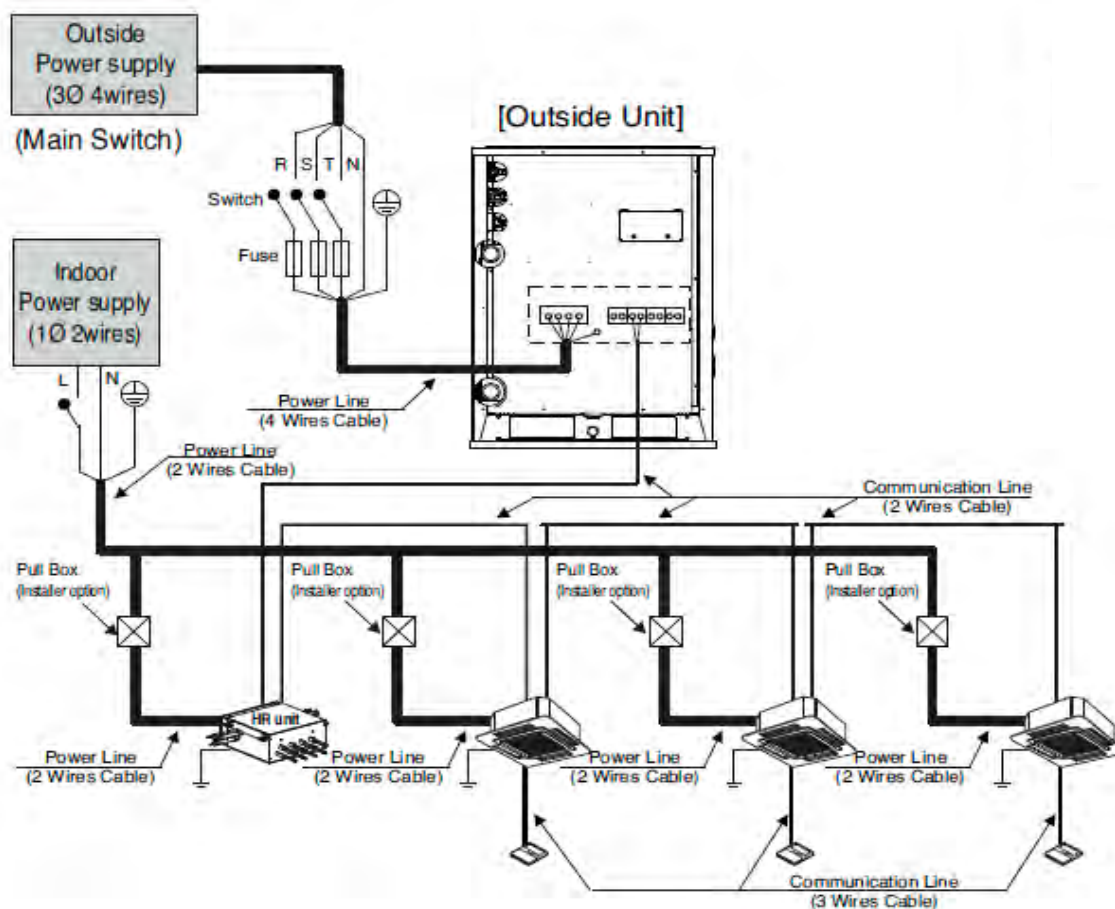 Outside
Power supply
(3Ø 4wires)
(Main Switch)
[Outside Unit]
R S T N
Switch
Fuse
Indoor
Power supply
(1Ø 2wires)
L N
Power Line
(4 Wires Cable)
Power Line
(2 Wires Cable)
Communication Line
(2 Wires Cable)
Pull Box
(Installer option)
Pull Box
(Installer option)
Pull Box
(Installer option)
Pull Box
(Installer option)
HR unit
Power Line
(2 Wires Cable)
Power Line
(2 Wires Cable)
Power Line
(2 Wires Cable)
Power Line
(2 Wires Cable)
Communication Line
(3 Wires Cable)